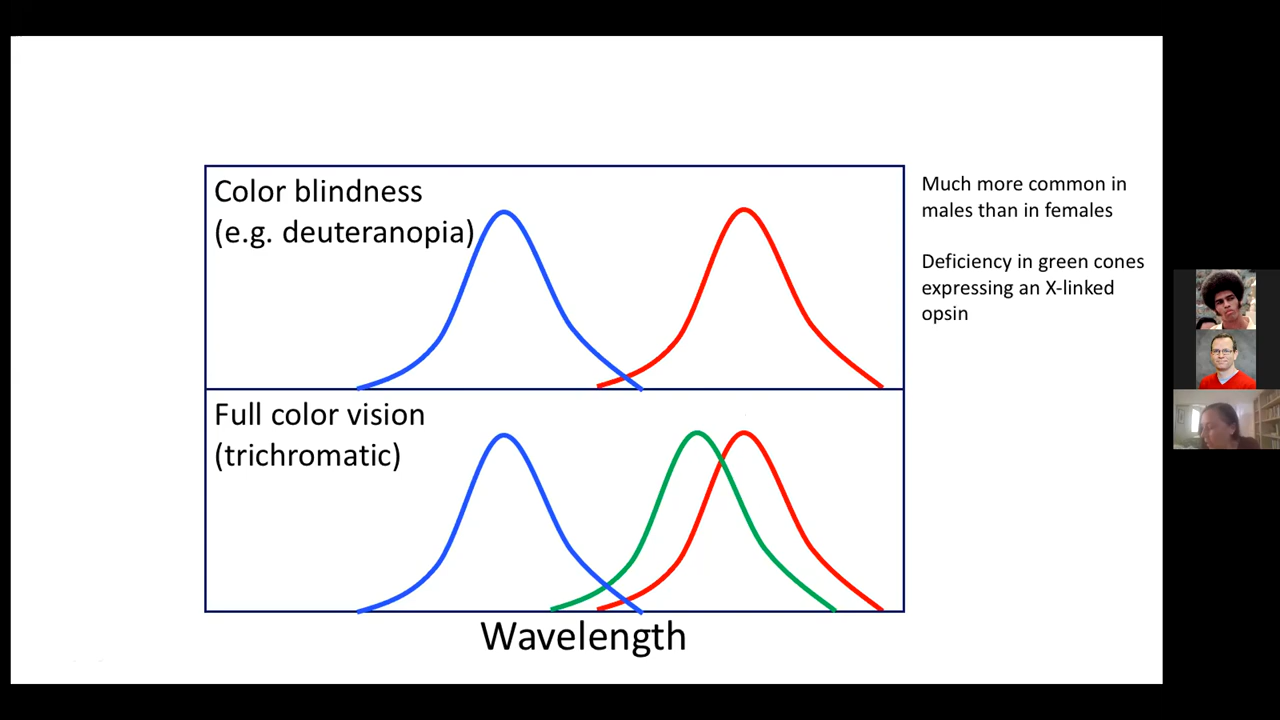 Color blindness
(e.g. deuteranopia)
Much more common in
males than in females
Deficiency in green cones
expressing an X-linked
opsin
Full color vision
(trichromatic)
Wavelength